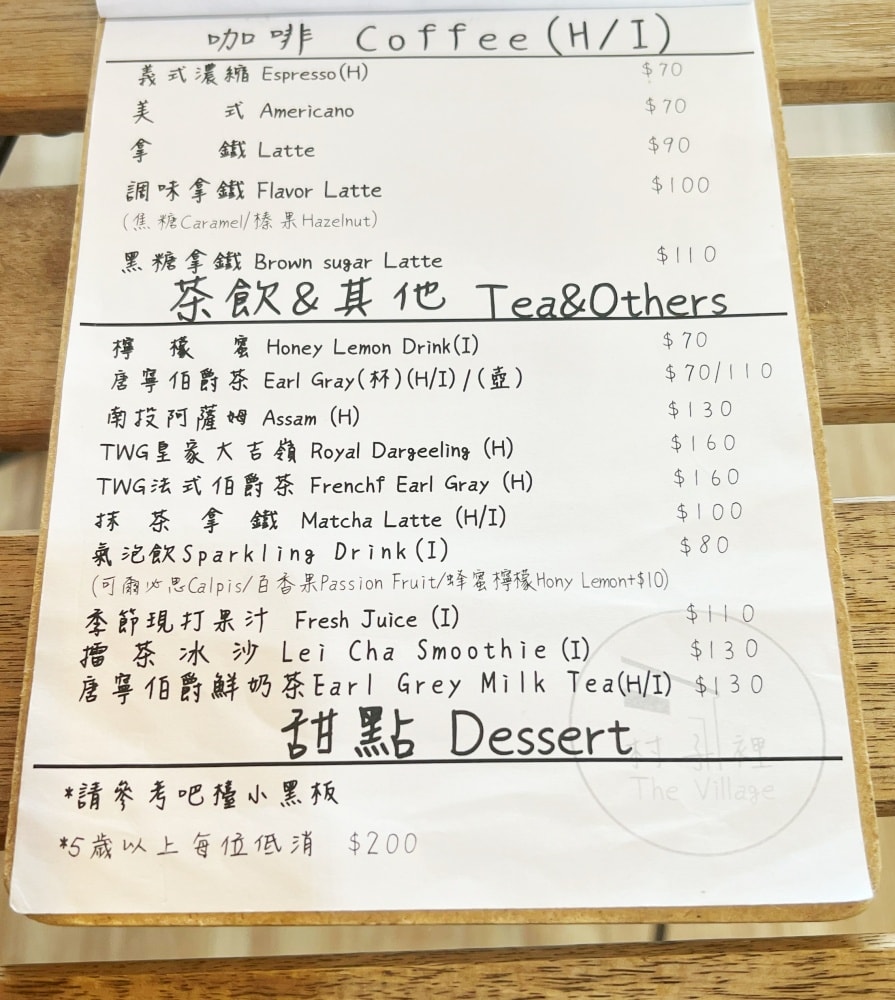 咖啡 Coffee(H/I)
義式濃縮 Espresso(H) $70
美式 Americano $70
拿鐵 Latte $90
調味拿鐵 Flavor Latte $100
(焦糖Caramel/榛果Hazelnut)
黑糖拿鐵 Brown sugar Latte $110
茶飲&其他 Tea&Others
檸檬蜜 Honey Lemon Drink(I) $70
唐寧伯爵茶 Earl Gray(杯)(H/I)/(壺) $70/110
南投阿薩姆 Assam (H) $130
TWG皇家大吉嶺 Royal Dargeeling (H) $160
TWG法式伯爵茶 Frenchf Earl Gray (H) $160
抹茶拿鐵 Matcha Latte (H/I) $100
氣泡飲Sparkling Drink(I) $80
(可爾必思Calpis/百香果Passion Fruit/蜂蜜檸檬Hony Lemon+$10)
季節現打果汁 Fresh Juice (I) $110
擂茶冰沙 Lei Cha Smoothie (I) $130
唐寧伯爵鮮奶茶Earl Grey Milk Tea(H/I) $130
甜點 Dessert
村子裡
The Village
*請參考吧檯小黑板
*5歲以上每位低消 $200